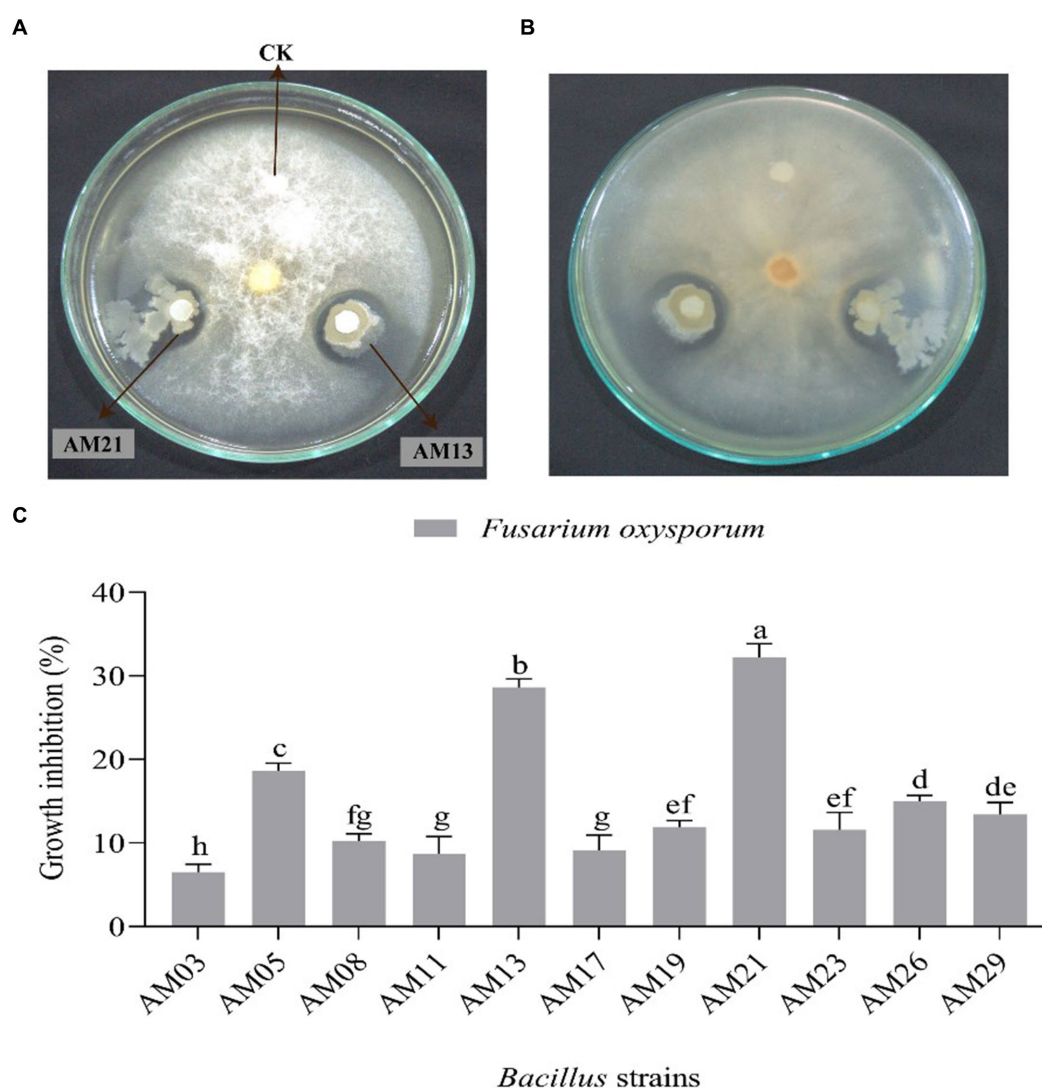 A
B
CK
AM21
AM13
C
Fusarium oxysporum
Growth inhibition (%)
40
30
20
10
0
h
c
fg
g
b
g
ef
a
ef
d
de
AM03
AM05
AM08
AM11
AM13
AM17
AM19
AM21
AM23
AM26
AM29
Bacillus strains